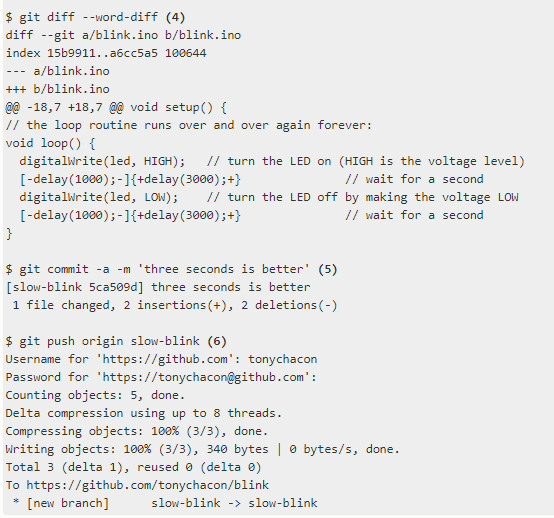 $ git diff --word-diff (4)
diff --git a/blink.ino b/blink.ino
index 15b9911..a6cc5a5 100644
--- a/blink.ino
+++ b/blink.ino
@@ -18,7 +18,7 @@ void setup() {
// the loop routine runs over and over again forever:
void loop() {
  digitalWrite(led, HIGH);   // turn the LED on (HIGH is the voltage level)
  [-delay(1000);-]{+delay(3000);+}               // wait for a second
  digitalWrite(led, LOW);    // turn the LED off by making the voltage LOW
  [-delay(1000);-]{+delay(3000);+}               // wait for a second
}
$ git commit -a -m 'three seconds is better' (5)
[slow-blink 5ca509d] three seconds is better
 1 file changed, 2 insertions(+), 2 deletions(-)
$ git push origin slow-blink (6)
Username for 'https://github.com': tonychacon
Password for 'https://tonychacon@github.com':
Counting objects: 5, done.
Delta compression using up to 8 threads.
Compressing objects: 100% (3/3), done.
Writing objects: 100% (3/3), 340 bytes | 0 bytes/s, done.
Total 3 (delta 1), reused 0 (delta 0)
To https://github.com/tonychacon/blink
 * [new branch]      slow-blink -> slow-blink